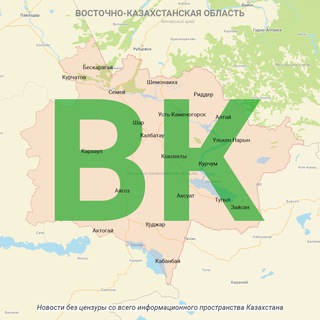 ВОСТОЧНО-КАЗАХСТАНСКАЯ ОБЛАСТЬ
Павлодар
Горно-Алтайск
Рубцовск
Бескарагай
Курчатов
Шемонаиха
Семей
Риддер
Усть-Каменогорск
Алтай
Шар
Калбатау
Улькен Нарын
Караул
Кокпекты
Курчум
Аягоз
Аксуат
Тугыл
Зайсан
Урджар
Актогай
Кабанбай
ВК
Новости без цензуры со всего информационного пространства Казахстана